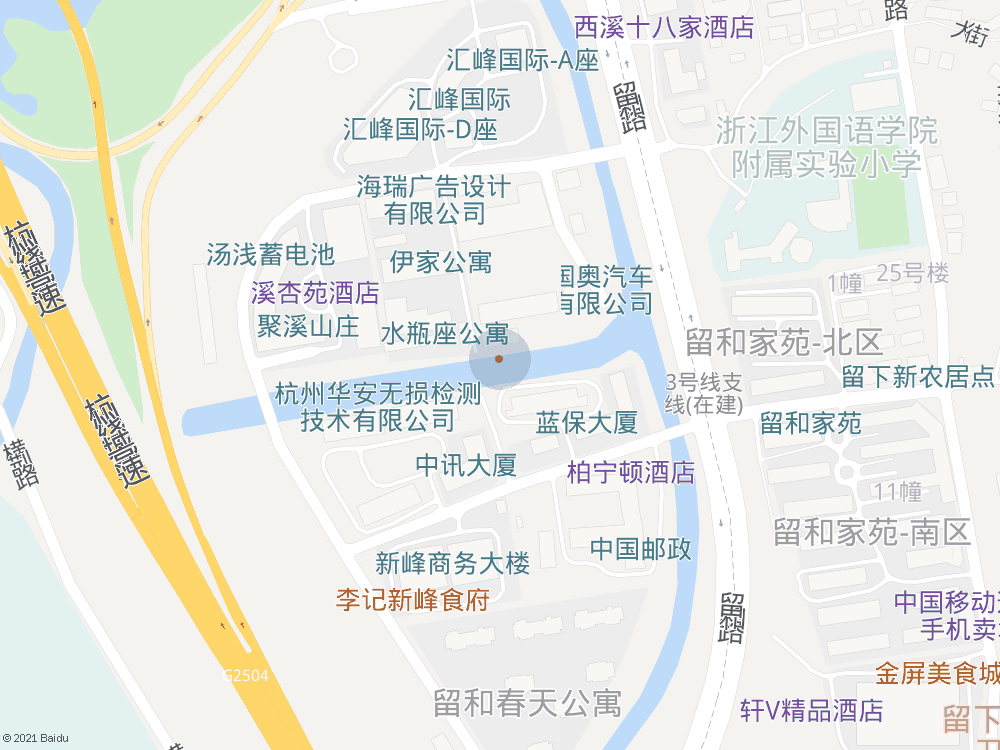 西溪十八家酒店
路
大街
汇峰国际-A座
汇峰国际
汇峰国际-D座
留和路
浙江外国语学院
附属实验小学
海瑞广告设计
有限公司
杭州绕城高速
汤浅蓄电池
伊家公寓
国奥汽车
有限公司
1幢
25号楼
溪杏苑酒店
聚溪山庄
水瓶座公寓
留和家苑-北区
3号线支
线(在建)
留下新农居点
杭州华安无损检测
技术有限公司
蓝保大厦
留和家苑
杭州绕城高速
横一路
中讯大厦
柏宁顿酒店
11幢
留和家苑-南区
新峰商务大楼
中国邮政
李记新峰食府
留和路
中国移动
手机卖
G2504
金屏美食城
留和春天公寓
轩V精品酒店
留下
© 2021 Baidu